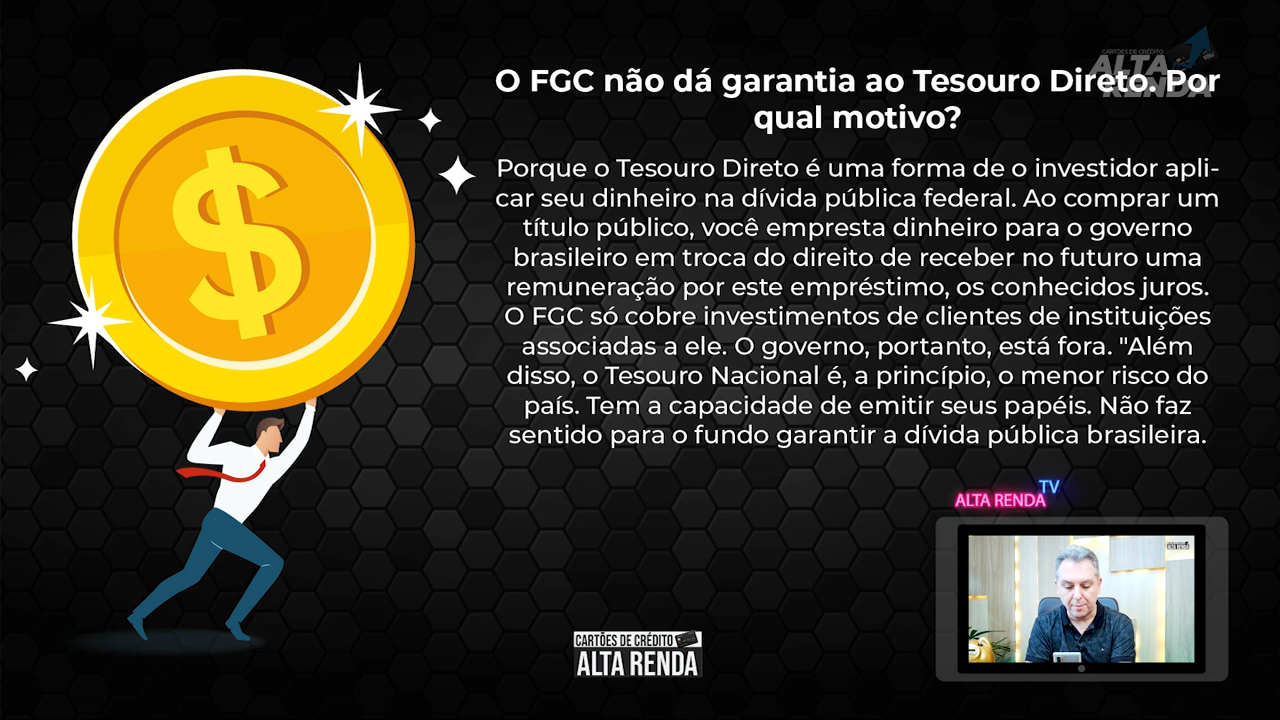 CARTÕES DE CRÉDITO
ALTA
RENDA
O FGC não dá garantia ao Tesouro Direto. Por
qual motivo?
Porque o Tesouro Direto é uma forma de o investidor apli-
car seu dinheiro na dívida pública federal. Ao comprar um
título público, você empresta dinheiro para o governo
brasileiro em troca do direito de receber no futuro uma
remuneração por este empréstimo, os conhecidos juros.
O FGC só cobre investimentos de clientes de instituições
associadas a ele. O governo, portanto, está fora. "Além
disso, o Tesouro Nacional é, a princípio, o menor risco do
país. Tem a capacidade de emitir seus papéis. Não faz
sentido para o fundo garantir a dívida pública brasileira.
TV
ALTA RENDA
CARTÕES DE CRÉDITO
ALTA RENDA